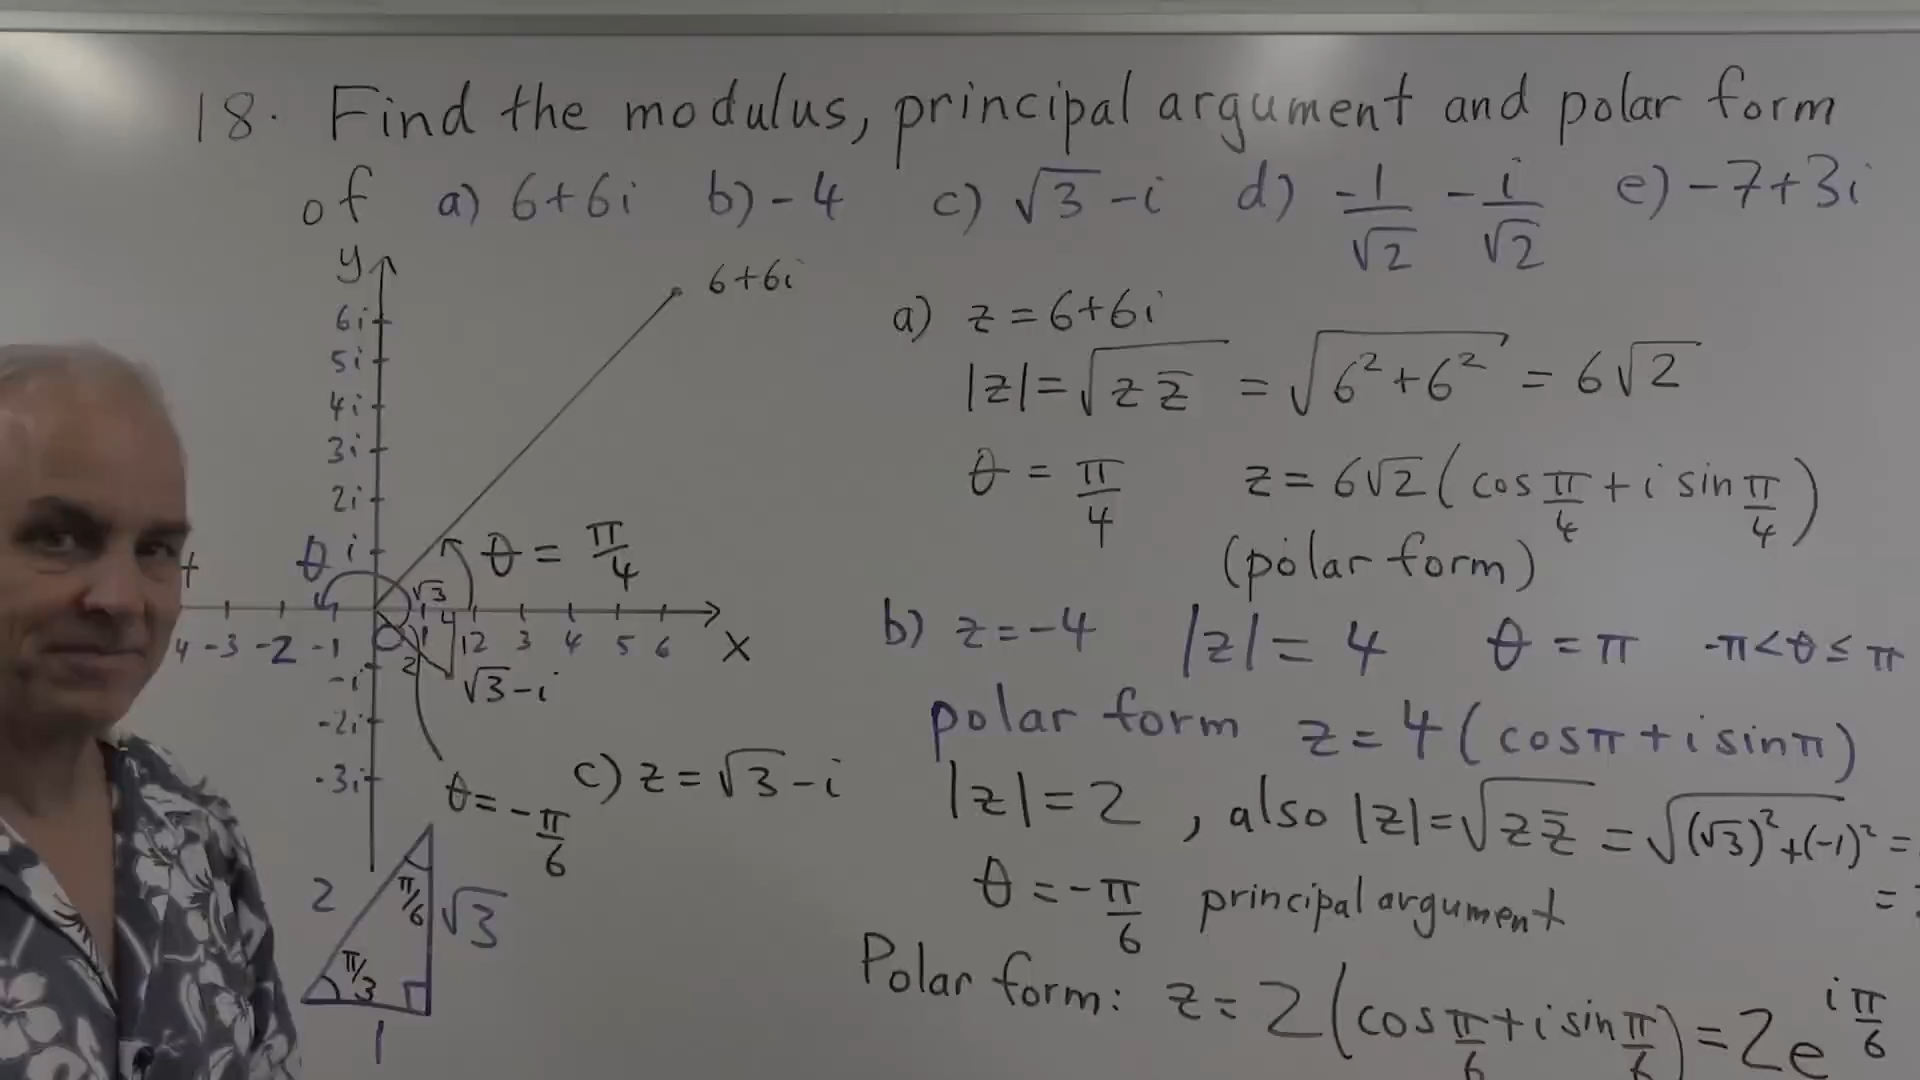 18. Find the modulus, principal argument and polar form
of a) 6+6i b) -4 c) √3 -i d) -1/√2 - i/√2 e) -7+3i
y
6i
5i
4i
3i
2i
i
6+6i
θ
θ = π/4
√3
-3 -2 -1 0 1 2 3 4 5 6 x
2
-i
√3-i
-2i
-3i
θ = -π/6
2
π/6
√3
π/3
1
a) z = 6+6i
|z| = √(z z̅) = √(6²+6²) = 6√2
θ = π/4 z = 6√2 (cos π/4 + i sin π/4)
(polar form)
b) z = -4 |z| = 4 θ = π -π<θ≤π
polar form z = 4 (cosπ + i sinπ)
c) z = √3 -i |z| = 2 , also |z| = √(z z̅) = √((√3)²+(-1)²) =
θ = -π/6 principal argument =
Polar form: z = 2 (cos π/6 + i sin π/6) = 2e^(i π/6)